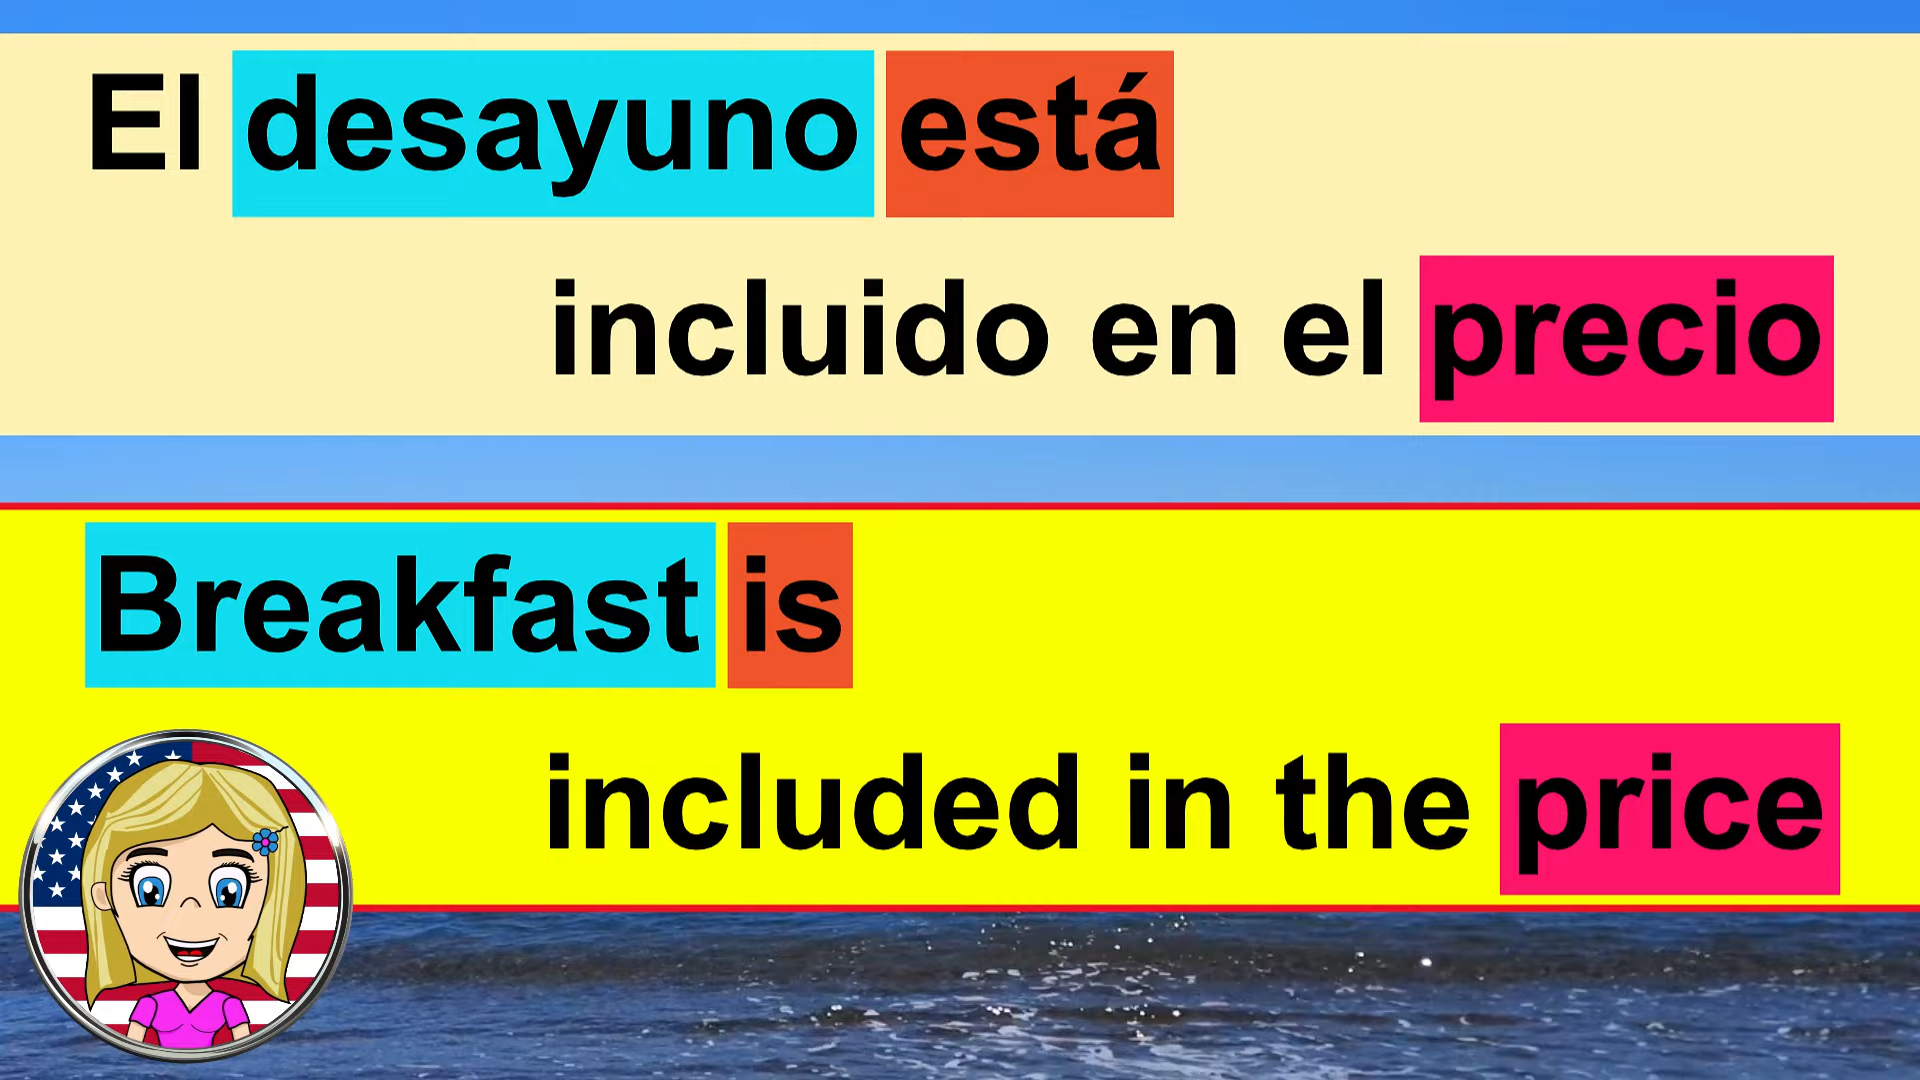 El desayuno está
incluido en el precio
Breakfast is
included in the price